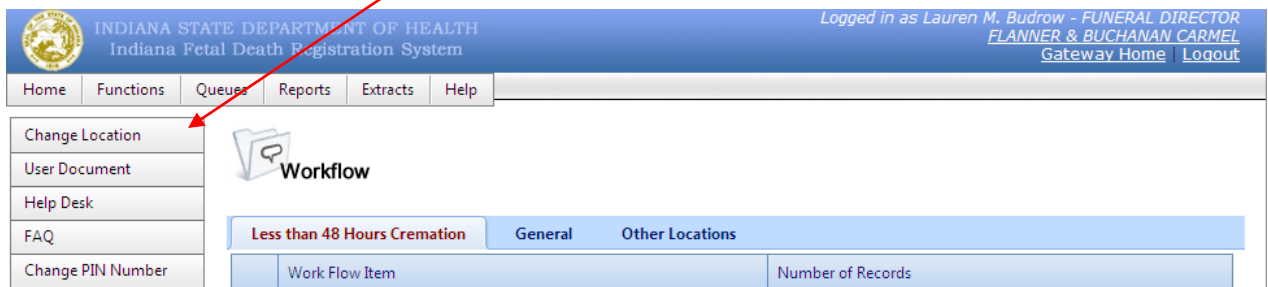 INDIANA STATE DEPARTMENT OF HEALTH
Indiana Fetal Death Registration System
Logged in as Lauren M. Budrow - FUNERAL DIRECTOR
FLANNER & BUCHANAN CARMEL
Gateway Home | Logout
Home Functions Queues Reports Extracts Help
Change Location
User Document
Help Desk
FAQ
Change PIN Number
Workflow
Less than 48 Hours Cremation General Other Locations
Work Flow Item Number of Records